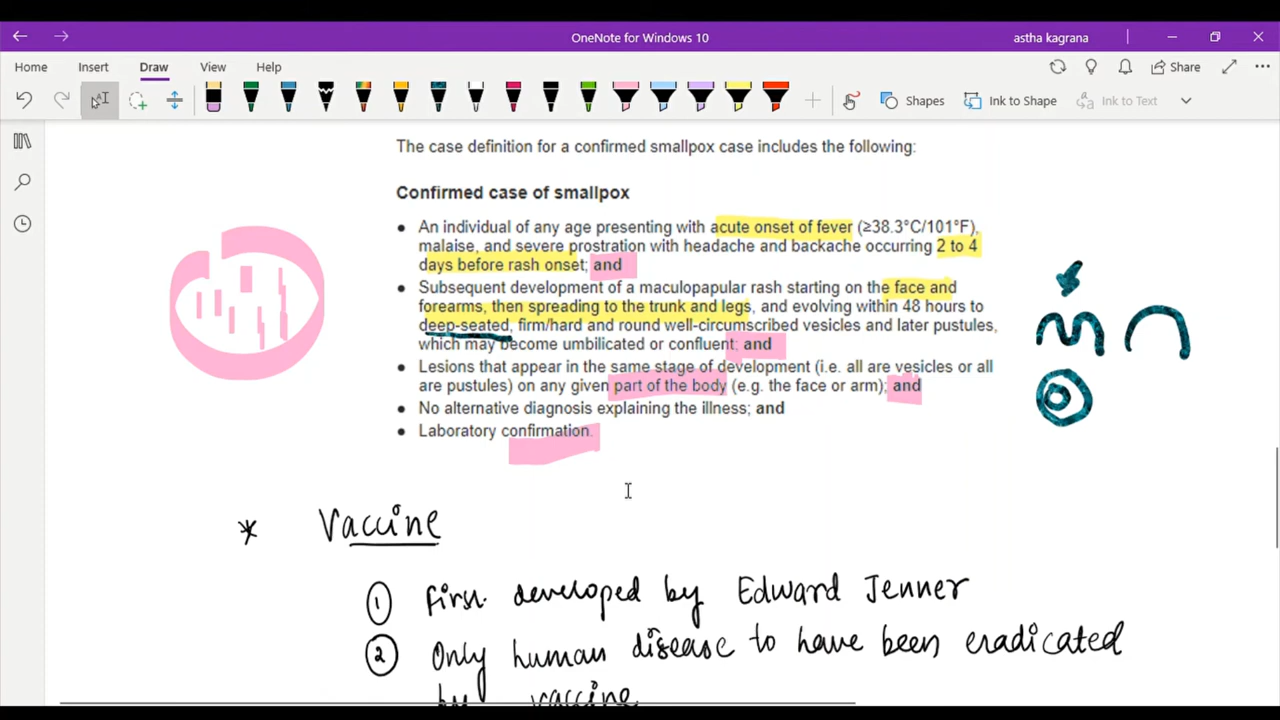 OneNote for Windows 10
astha kagrana
Home Insert Draw View Help
Share
Shapes Ink to Shape Ink to Text
The case definition for a confirmed smallpox case includes the following:
Confirmed case of smallpox
• An individual of any age presenting with acute onset of fever (≥38.3°C/101°F),
malaise, and severe prostration with headache and backache occurring 2 to 4
days before rash onset; and
• Subsequent development of a maculopapular rash starting on the face and
forearms, then spreading to the trunk and legs, and evolving within 48 hours to
deep-seated, firm/hard and round well-circumscribed vesicles and later pustules,
which may become umbilicated or confluent; and
• Lesions that appear in the same stage of development (i.e. all are vesicles or all
are pustules) on any given part of the body (e.g. the face or arm); and
• No alternative diagnosis explaining the illness; and
• Laboratory confirmation.
* Vaccine
① First developed by Edward Jenner
② Only human disease to have been eradicated
by vaccine